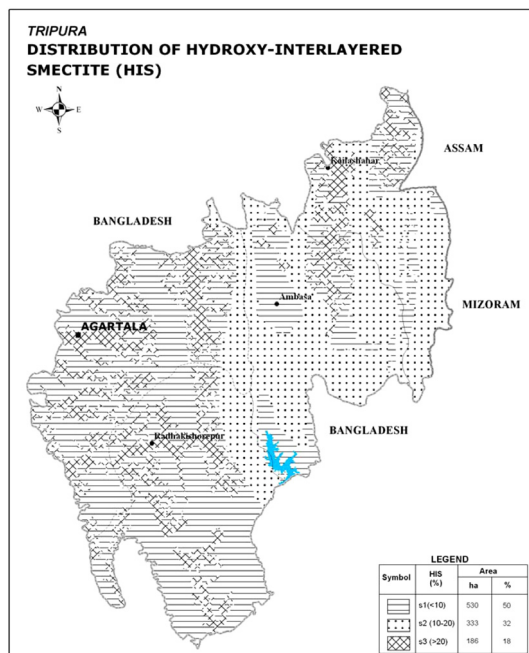 TRIPURA
DISTRIBUTION OF HYDROXY-INTERLAYERED
SMECTITE (HIS)
N
W E
S
ASSAM
Kailashahar
BANGLADESH
MIZORAM
Ambasa
AGARTALA
BANGLADESH
Radhakishorepur
LEGEND
Symbol HIS (%) Area
ha %
s1(<10) 530 50
s2 (10-20) 333 32
s3 (>20) 186 18